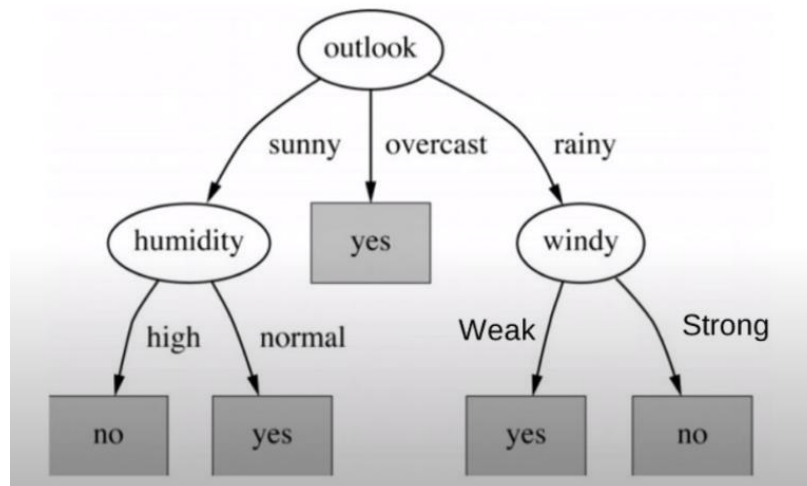 outlook
sunny overcast rainy
humidity yes windy
high normal Weak Strong
no yes yes no